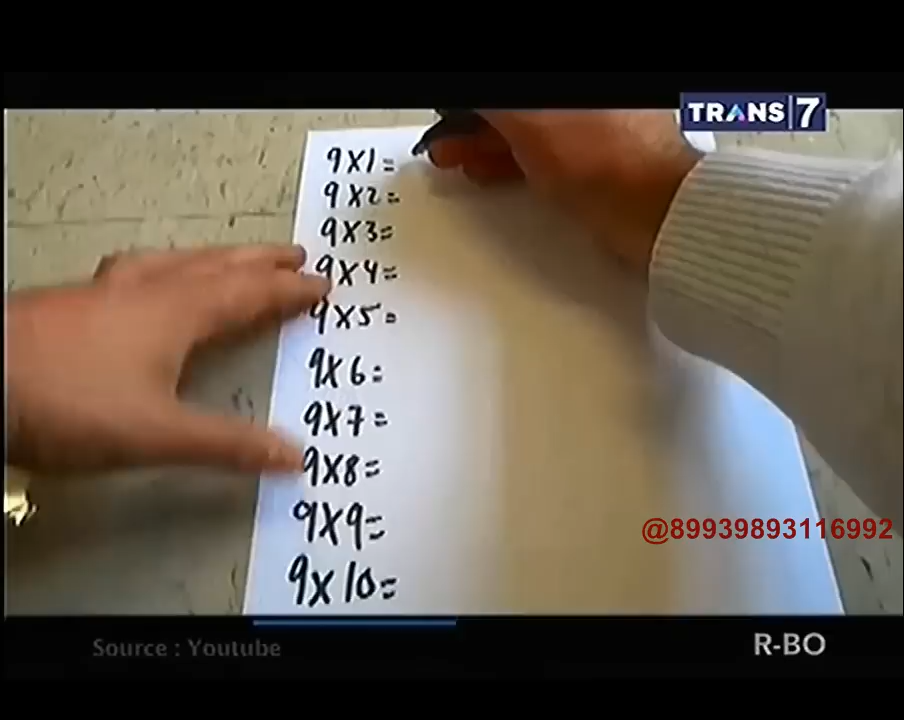 TRANS 7
9X1=
9X2=
9X3=
9X4=
9X5=
9X6=
9X7=
9X8=
9X9=
9X10=
@89939893116992
Source : Youtube
R-BO